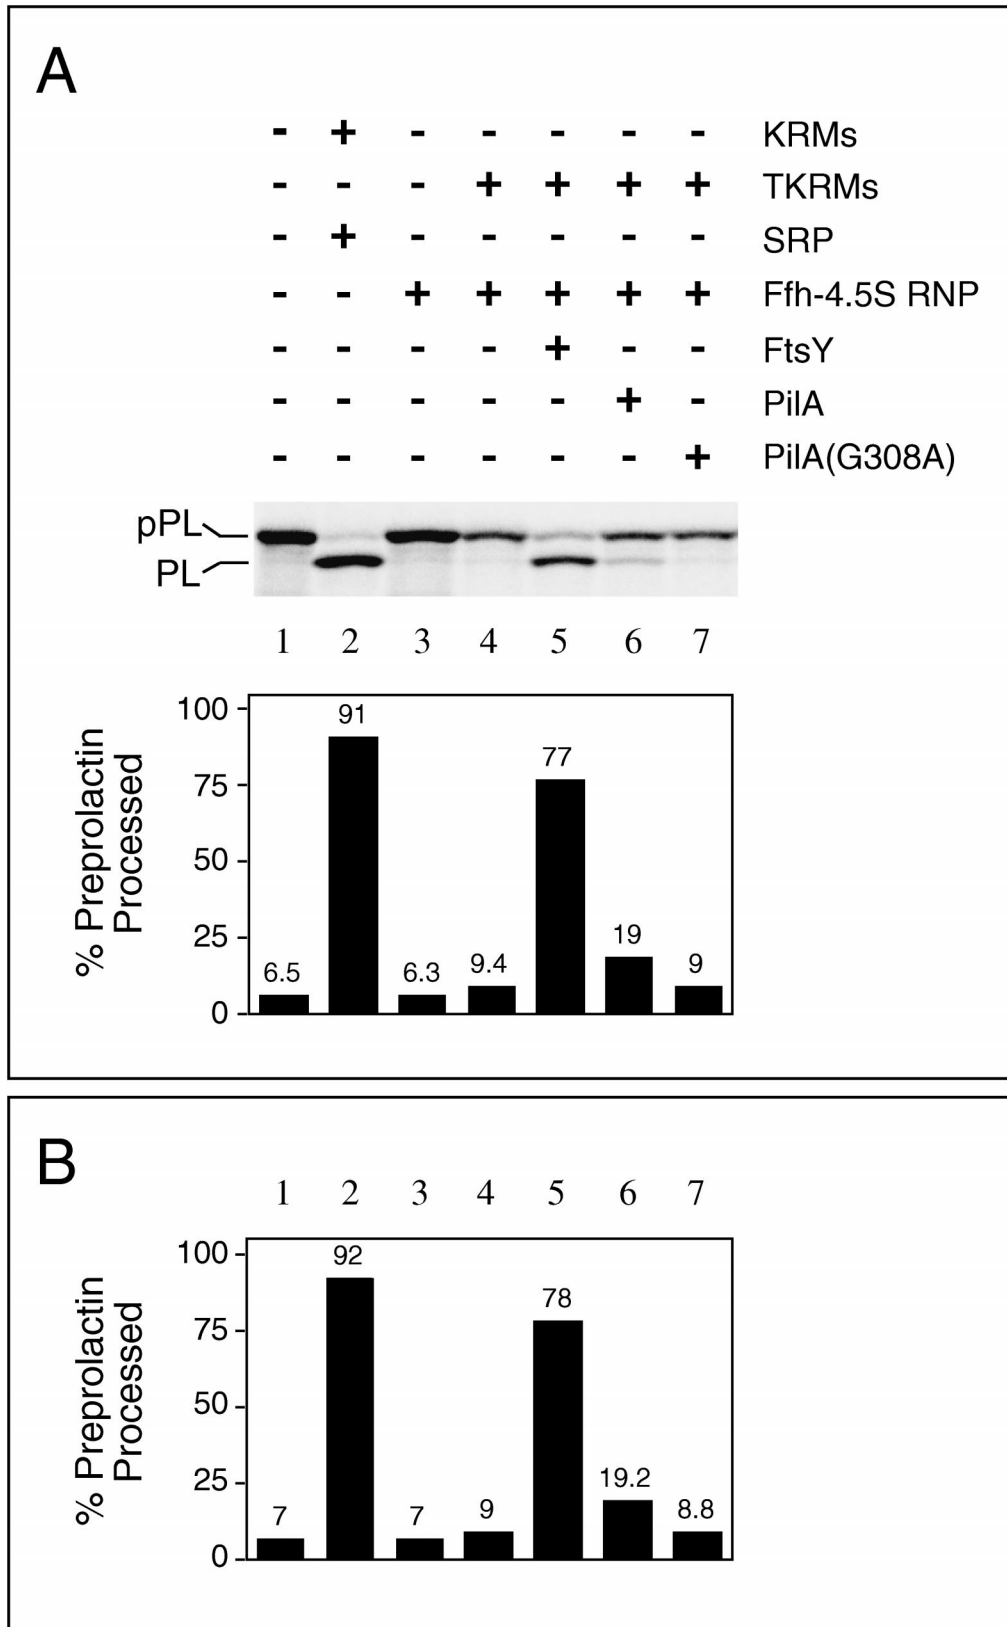 A
- + - - - - - KRMs
- - - + + + + TKRMs
- + - - - - - SRP
- - + + + + + Ffh-4.5S RNP
- - - - + - - FtsY
- - - - - + - PilA
- - - - - - + PilA(G308A)
pPL
PL
1 2 3 4 5 6 7
% Preprolactin
Processed
100
75
50
25
0
6.5 91 6.3 9.4 77 19 9
B
1 2 3 4 5 6 7
% Preprolactin
Processed
100
75
50
25
0
7 92 7 9 78 19.2 8.8